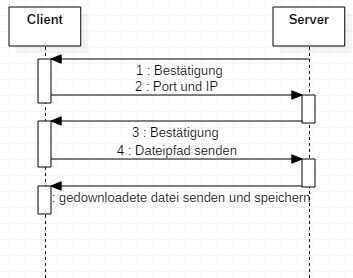 Client
Server
1 : Bestätigung
2 : Port und IP
3 : Bestätigung
4 : Dateipfad senden
: gedownloadete datei senden und speichern